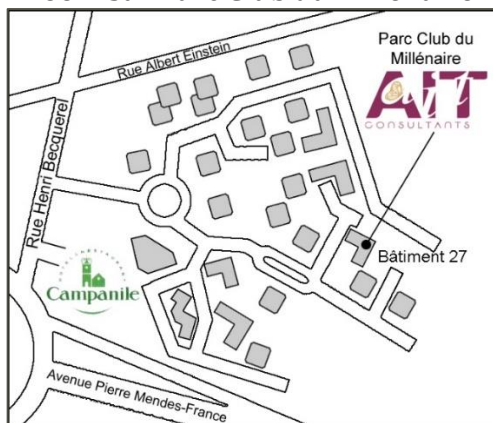 Rue Albert Einstein
Parc Club du
Millénaire
AIT
CONSULTANTS
Rue Henri Becquerel
Bâtiment 27
Campanile
Avenue Pierre Mendes-France